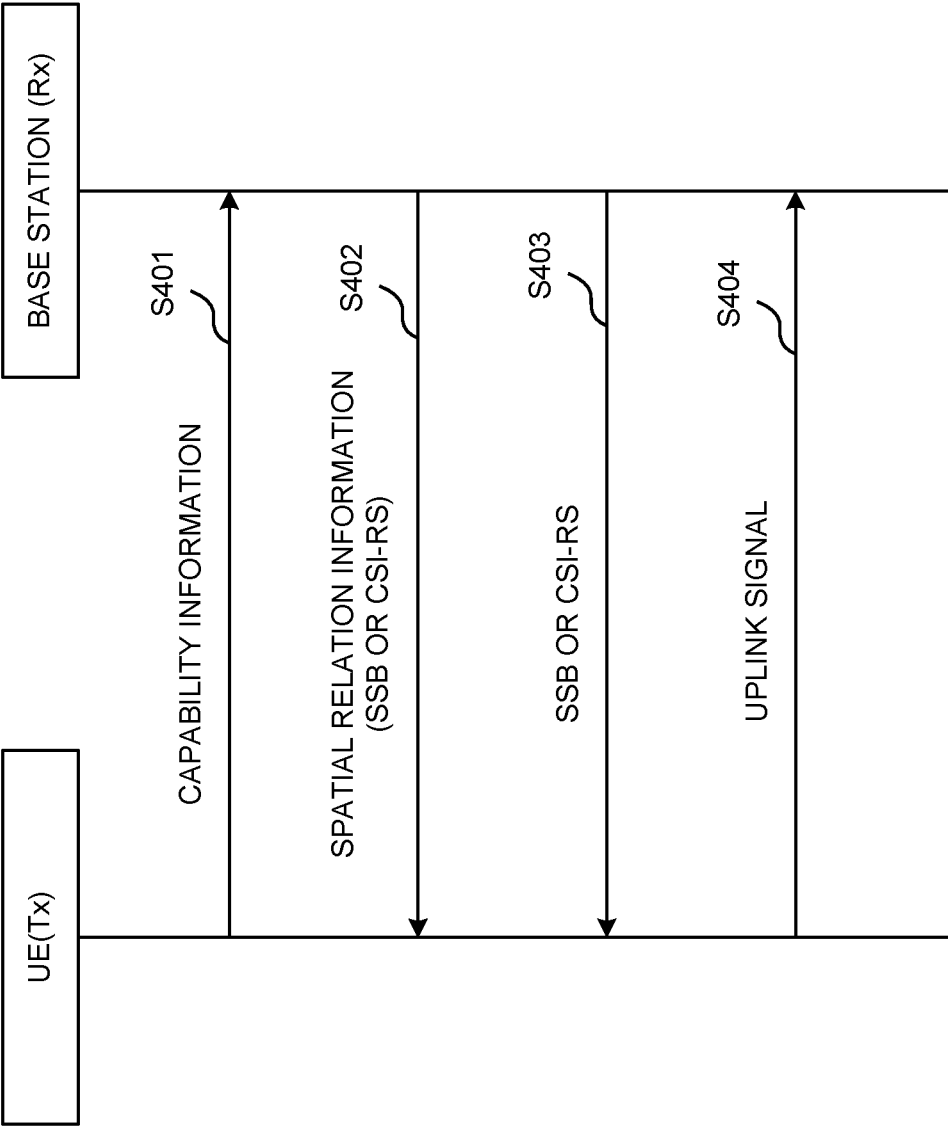 UE(Tx)
BASE STATION (Rx)
CAPABILITY INFORMATION
S401
SPATIAL RELATION INFORMATION
(SSB OR CSI-RS)
S402
SSB OR CSI-RS
S403
UPLINK SIGNAL
S404